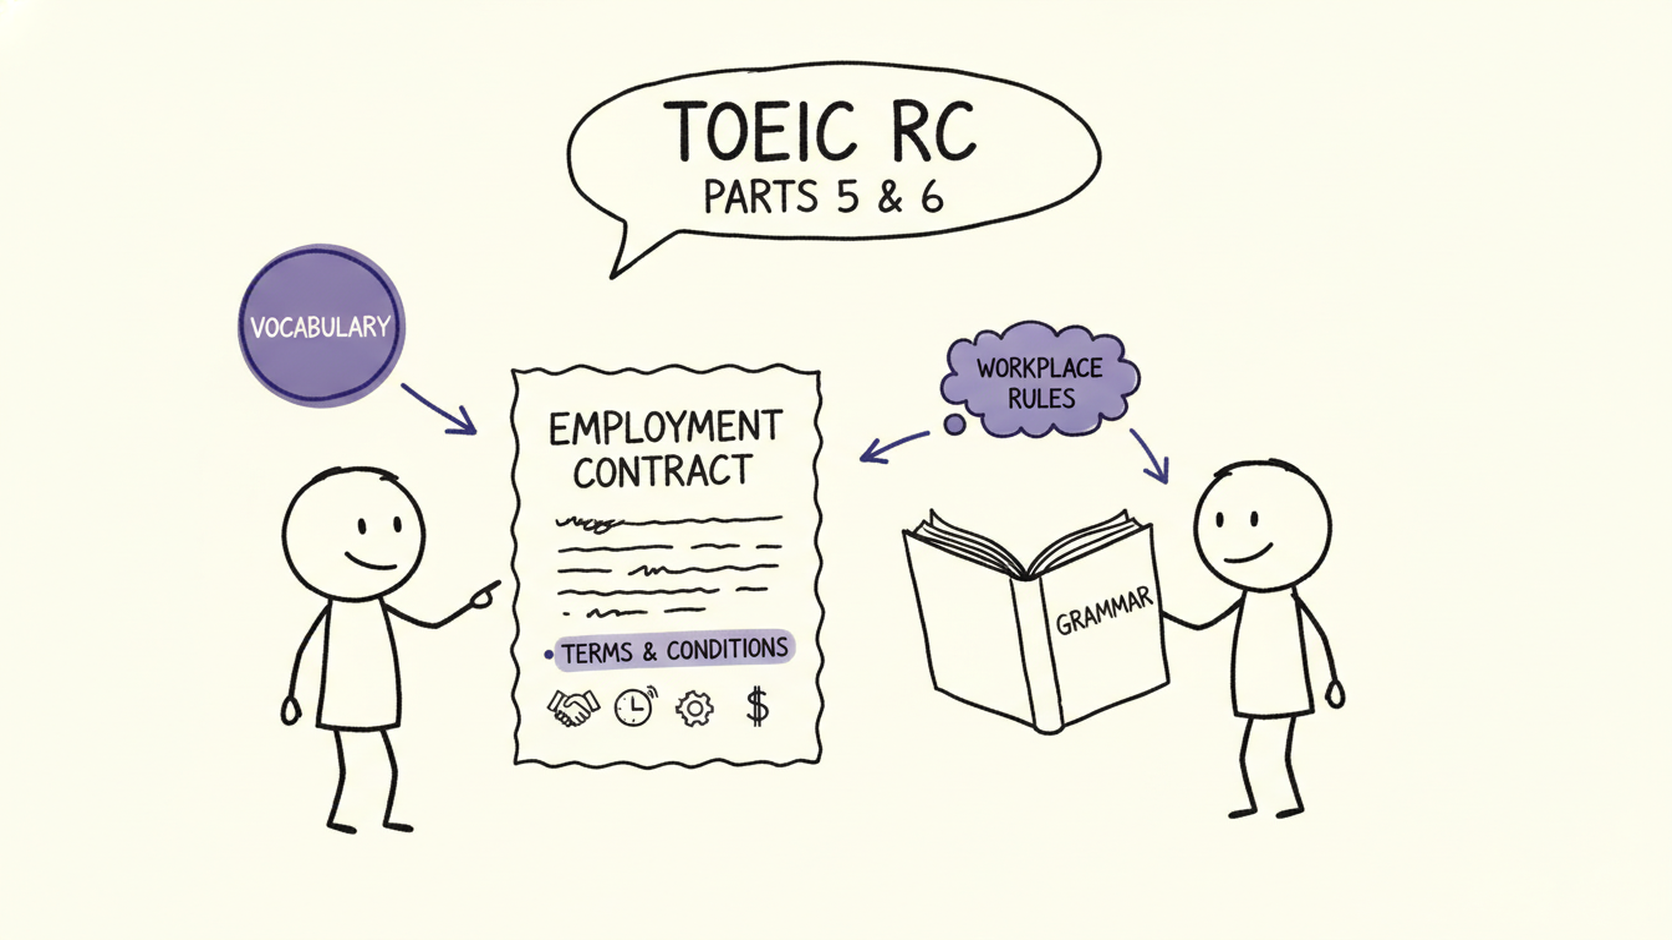 TOEIC RC
PARTS 5 & 6
VOCABULARY
EMPLOYMENT
CONTRACT
• TERMS & CONDITIONS
$
WORKPLACE
RULES
GRAMMAR